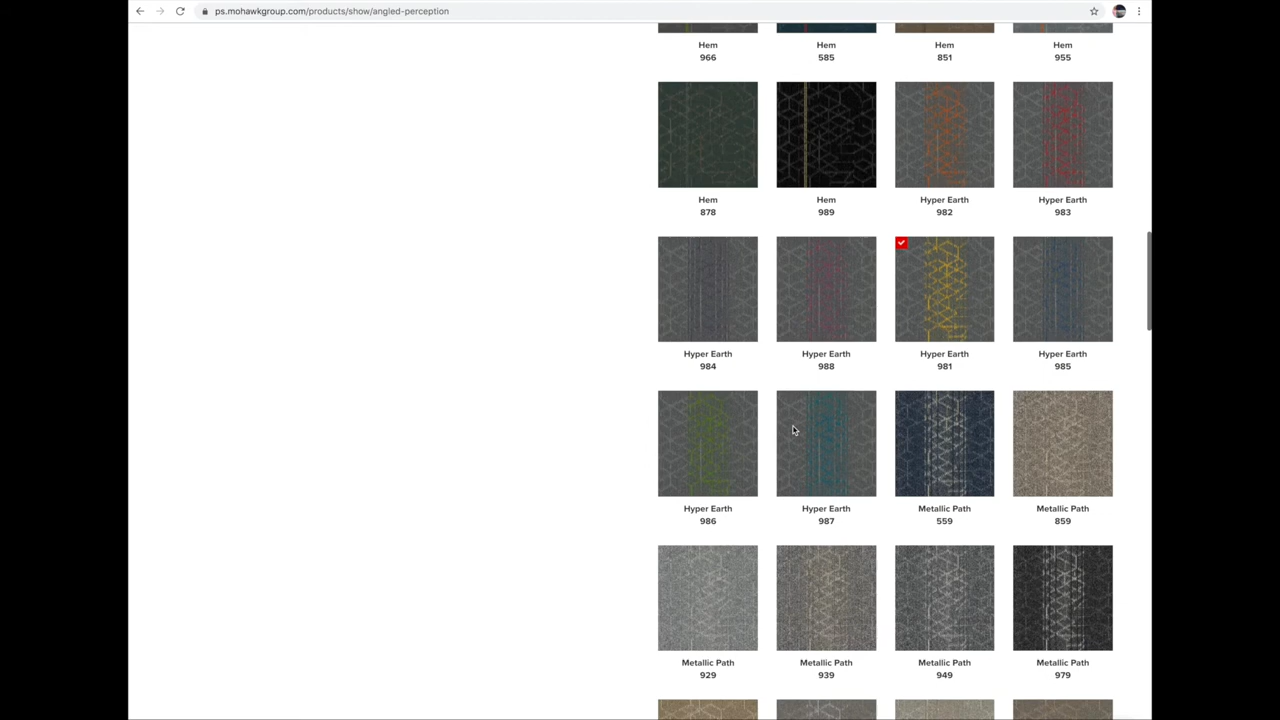 ps.mohawkgroup.com/products/show/angled-perception
Hem
966
Hem
585
Hem
851
Hem
955
Hem
878
Hem
989
Hyper Earth
982
Hyper Earth
983
Hyper Earth
984
Hyper Earth
988
Hyper Earth
981
Hyper Earth
985
Hyper Earth
986
Hyper Earth
987
Metallic Path
559
Metallic Path
859
Metallic Path
929
Metallic Path
939
Metallic Path
949
Metallic Path
979